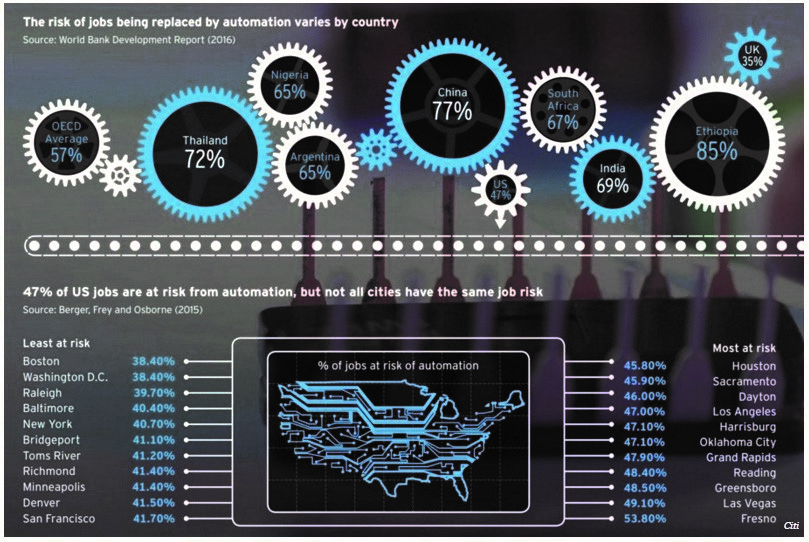 The risk of jobs being replaced by automation varies by country
Source: World Bank Development Report (2016)
OECD
Average
57%
Thailand
72%
Nigeria
65%
Argentina
65%
China
77%
US
47%
South
Africa
67%
India
69%
UK
35%
Ethiopia
85%
47% of US jobs are at risk from automation, but not all cities have the same job risk
Source: Berger, Frey and Osborne (2015)
Least at risk
Boston 38.40%
Washington D.C. 38.40%
Raleigh 39.70%
Baltimore 40.40%
New York 40.70%
Bridgeport 41.10%
Toms River 41.20%
Richmond 41.40%
Minneapolis 41.40%
Denver 41.50%
San Francisco 41.70%
% of jobs at risk of automation
Most at risk
45.80% Houston
45.90% Sacramento
46.00% Dayton
47.00% Los Angeles
47.10% Harrisburg
47.10% Oklahoma City
47.90% Grand Rapids
48.40% Reading
48.50% Greensboro
49.10% Las Vegas
53.80% Fresno
Citi